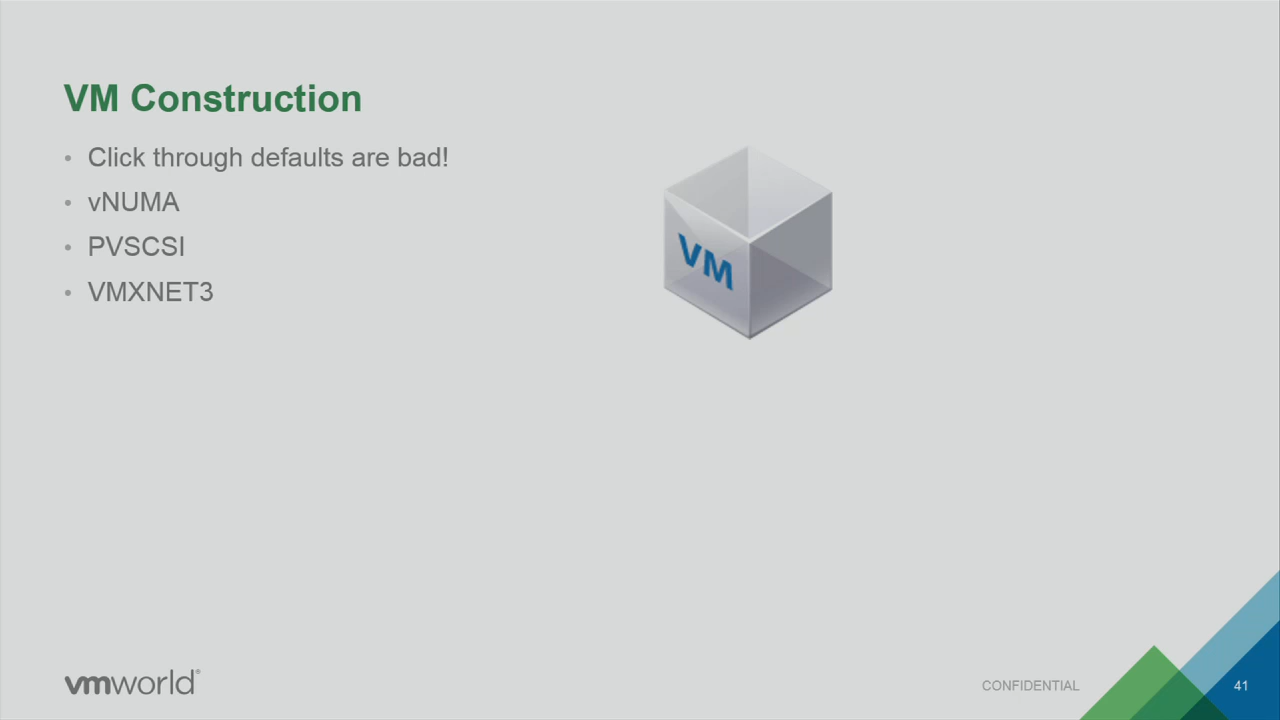 VM Construction
• Click through defaults are bad!
• vNUMA
• PVSCSI
• VMXNET3
VM
vmworld®
CONFIDENTIAL
41